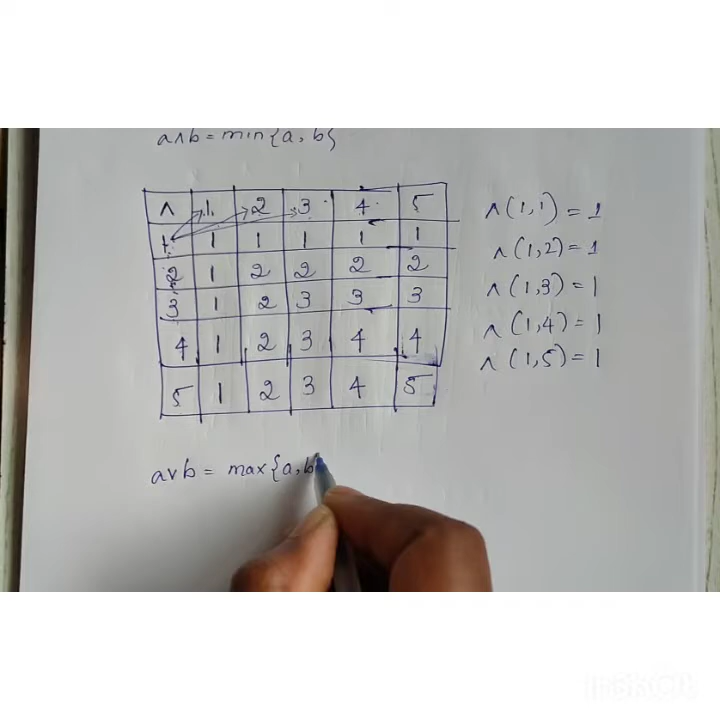 a∧b = min{a, b}
∧ 1 2 3 4 5
1 1 1 1 1 1
2 1 2 2 2 2
3 1 2 3 3 3
4 1 2 3 4 4
5 1 2 3 4 5
∧(1,1) = 1
∧(1,2) = 1
∧(1,3) = 1
∧(1,4) = 1
∧(1,5) = 1
a∨b = max{a,b